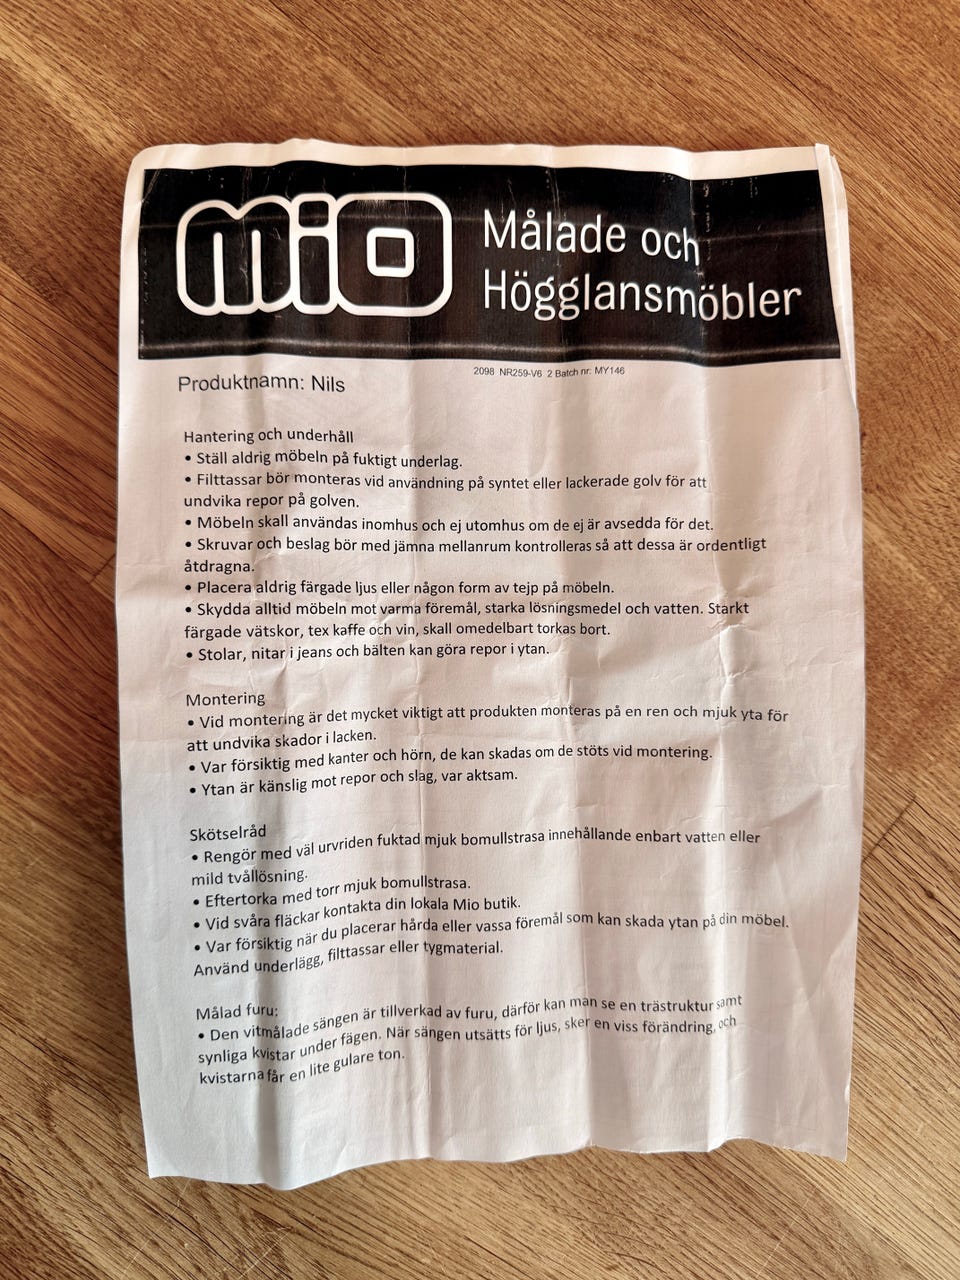 mio
Målade och
Högglansmöbler
2098 NR259-V6 2 Batch nr: MY146
Produktnamn: Nils
Hantering och underhåll
• Ställ aldrig möbeln på fuktigt underlag.
• Filttassar bör monteras vid användning på syntet eller lackerade golv för att
undvika repor på golven.
• Möbeln skall användas inomhus och ej utomhus om de ej är avsedda för det.
• Skruvar och beslag bör med jämna mellanrum kontrolleras så att dessa är ordentligt
åtdragna.
• Placera aldrig färgade ljus eller någon form av tejp på möbeln.
• Skydda alltid möbeln mot varma föremål, starka lösningsmedel och vatten. Starkt
färgade vätskor, tex kaffe och vin, skall omedelbart torkas bort.
• Stolar, nitar i jeans och bälten kan göra repor i ytan.
Montering
• Vid montering är det mycket viktigt att produkten monteras på en ren och mjuk yta för
att undvika skador i lacken.
• Var försiktig med kanter och hörn, de kan skadas om de stöts vid montering.
• Ytan är känslig mot repor och slag, var aktsam.
Skötselråd
• Rengör med väl urvriden fuktad mjuk bomullstrasa innehållande enbart vatten eller
mild tvållösning.
• Eftertorka med torr mjuk bomullstrasa.
• Vid svåra fläckar kontakta din lokala Mio butik.
• Var försiktig när du placerar hårda eller vassa föremål som kan skada ytan på din möbel.
Använd underlägg, filttassar eller tygmaterial.
Målad furu:
• Den vitmålade sängen är tillverkad av furu, därför kan man se en trästruktur samt
synliga kvistar under fägen. När sängen utsätts för ljus, sker en viss förändring, och
kvistarna får en lite gulare ton.